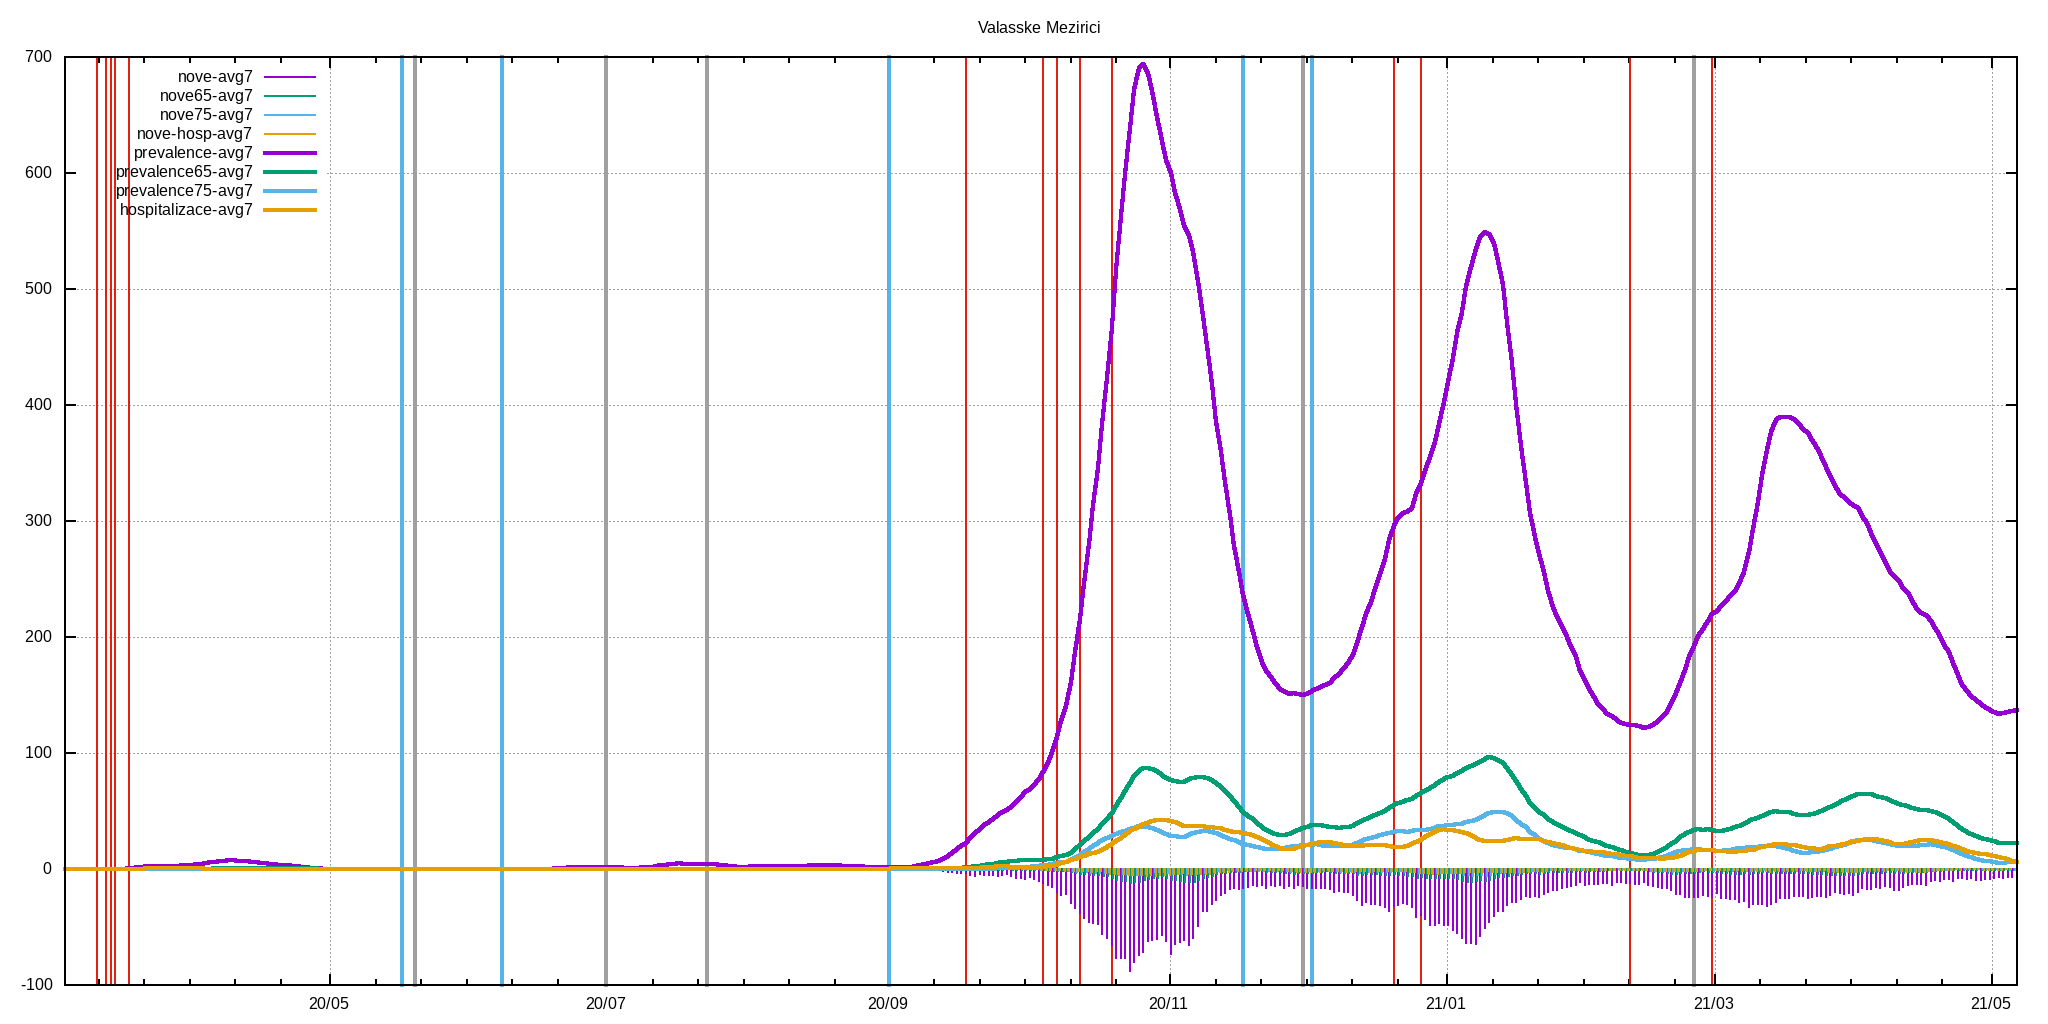 Valasske Mezirici
700
600
500
400
300
200
100
0
-100
nove-avg7
nove65-avg7
nove75-avg7
nove-hosp-avg7
prevalence-avg7
prevalence65-avg7
prevalence75-avg7
hospitalizace-avg7
20/05
20/07
20/09
20/11
21/01
21/03
21/05